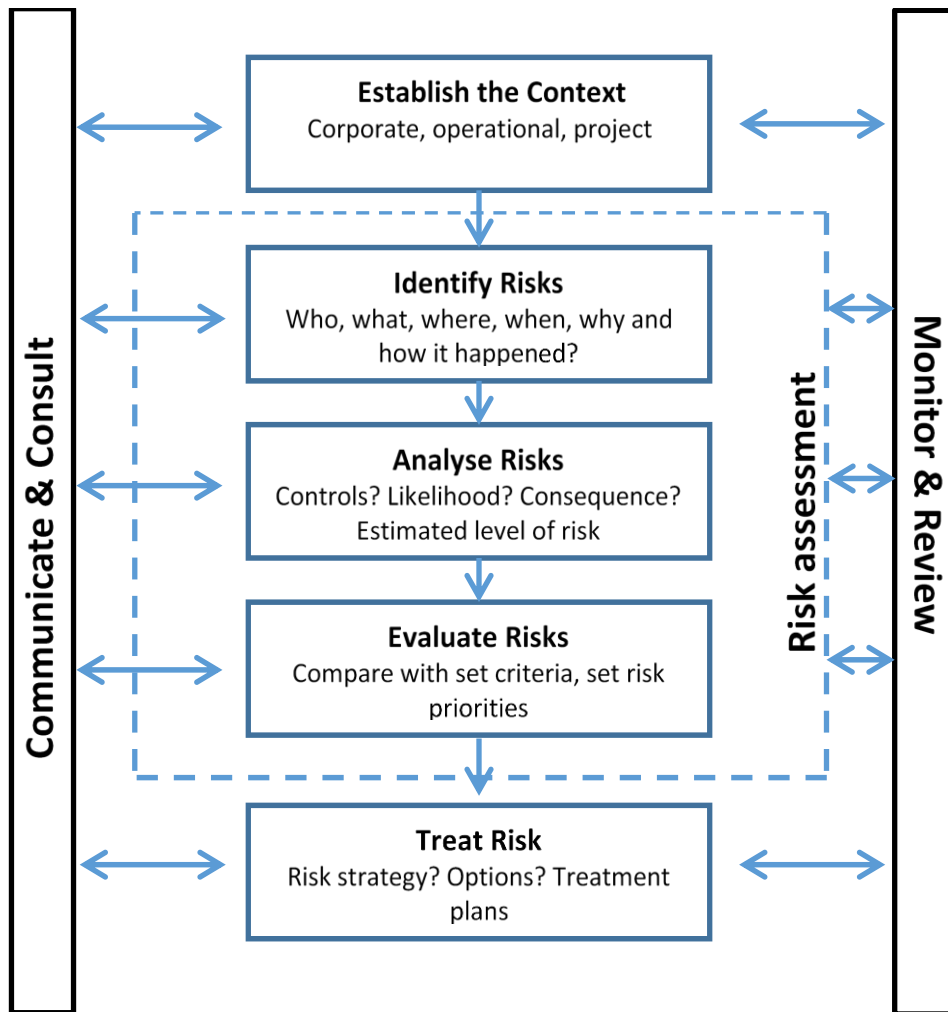 Communicate & Consult
Establish the Context
Corporate, operational, project
Identify Risks
Who, what, where, when, why and
how it happened?
Analyse Risks
Controls? Likelihood? Consequence?
Estimated level of risk
Evaluate Risks
Compare with set criteria, set risk
priorities
Treat Risk
Risk strategy? Options? Treatment
plans
Risk assessment
Monitor & Review